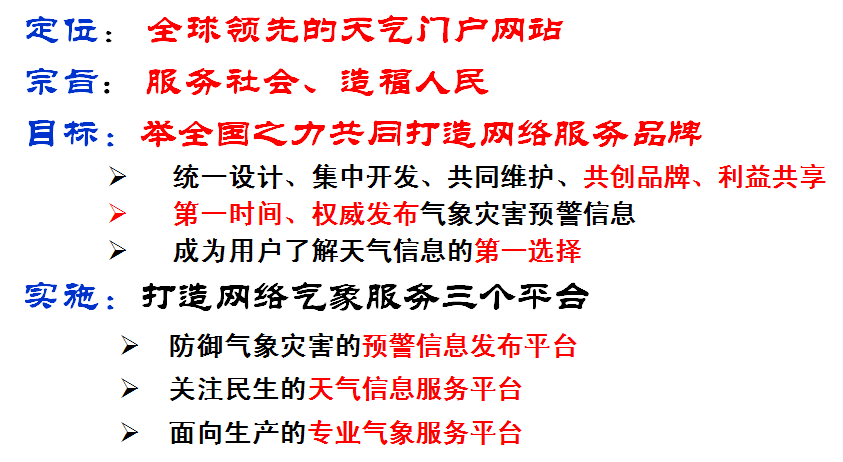 定位：全球领先的天气门户网站
宗旨：服务社会、造福人民
目标：举全国之力共同打造网络服务品牌
➢ 统一设计、集中开发、共同维护、共创品牌、利益共享
➢ 第一时间、权威发布气象灾害预警信息
➢ 成为用户了解天气信息的第一选择
实施：打造网络气象服务三个平台
➢ 防御气象灾害的预警信息发布平台
➢ 关注民生的天气信息服务平台
➢ 面向生产的专业气象服务平台